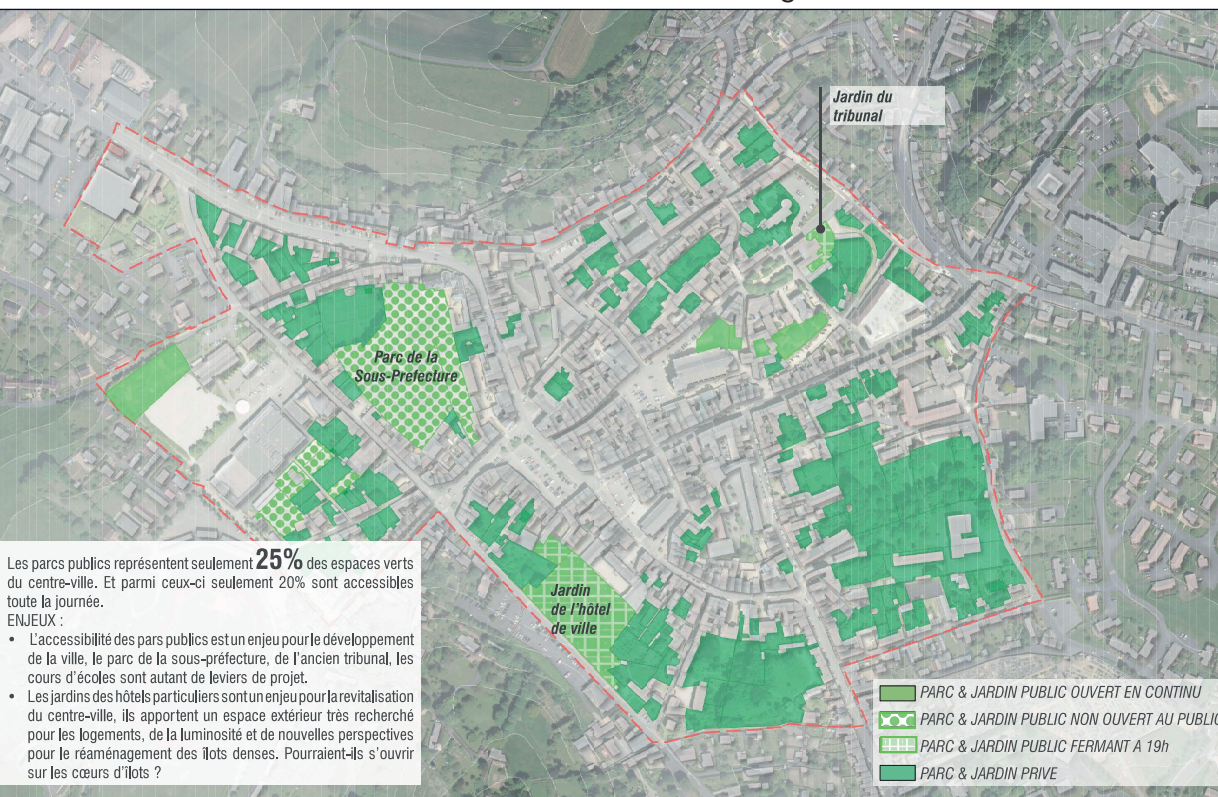 Jardin du
tribunal
Parc de la
Sous-Prefecture
Jardin
de l'hôtel
de ville
Les parcs publics représentent seulement 25% des espaces verts
du centre-ville. Et parmi ceux-ci seulement 20% sont accessibles
toute la journée.
ENJEUX :
• L'accessibilité des pars publics est un enjeu pour le développement
de la ville, le parc de la sous-préfecture, de l'ancien tribunal, les
cours d'écoles sont autant de leviers de projet.
• Les jardins des hôtels particuliers sont un enjeu pour la revitalisation
du centre-ville, ils apportent un espace extérieur très recherché
pour les logements, de la luminosité et de nouvelles perspectives
pour le réaménagement des îlots denses. Pourraient-ils s'ouvrir
sur les cœurs d'îlots ?
PARC & JARDIN PUBLIC OUVERT EN CONTINU
PARC & JARDIN PUBLIC NON OUVERT AU PUBLIC
PARC & JARDIN PUBLIC FERMANT A 19h
PARC & JARDIN PRIVE